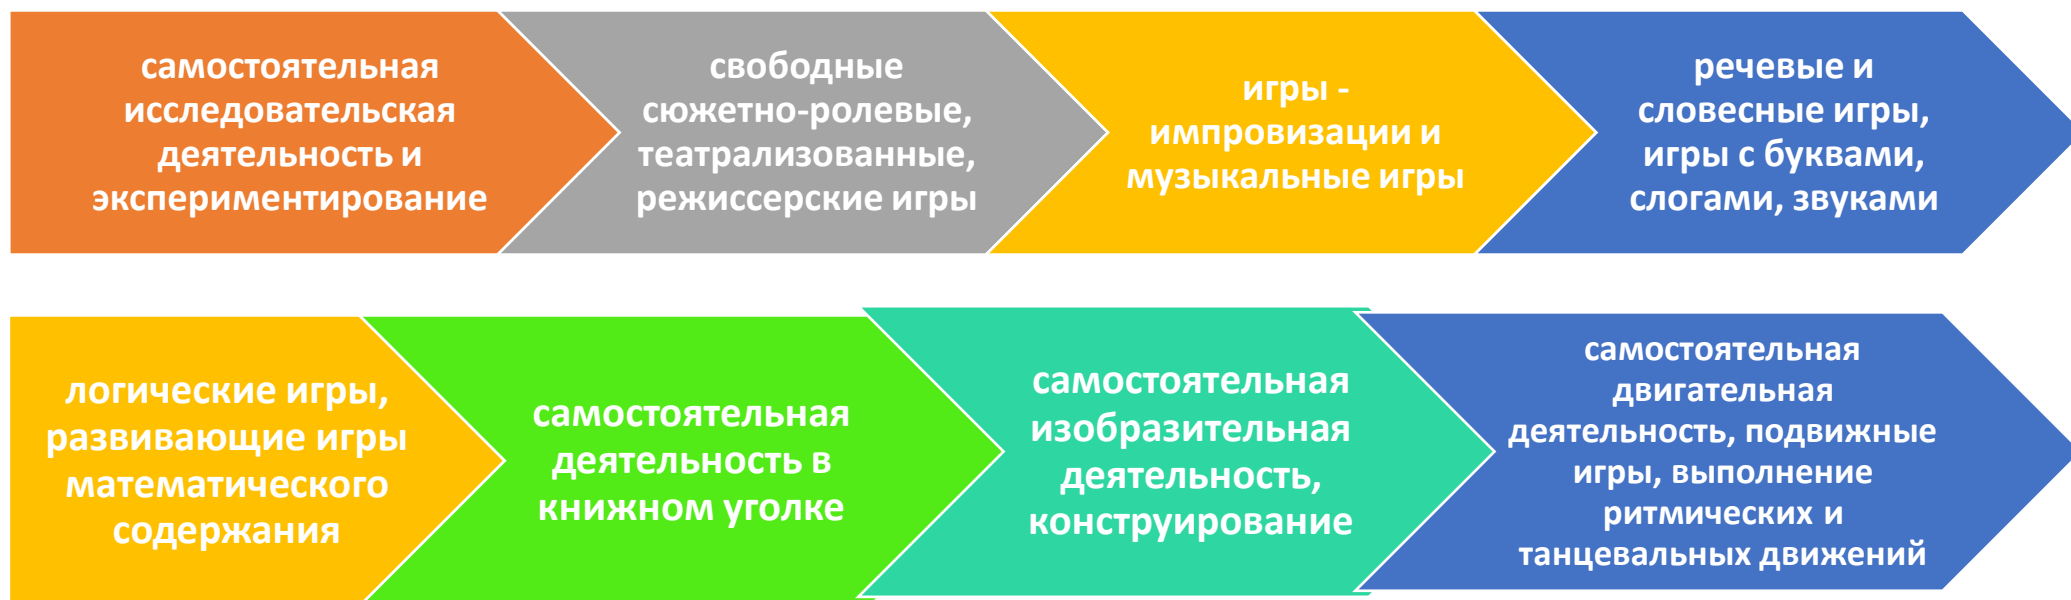 самостоятельная
исследовательская
деятельность и
экспериментирование
свободные
сюжетно-ролевые,
театрализованные,
режиссерские игры
игры -
импровизации и
музыкальные игры
речевые и
словесные игры,
игры с буквами,
слогами, звуками
логические игры,
развивающие игры
математического
содержания
самостоятельная
деятельность в
книжном уголке
самостоятельная
изобразительная
деятельность,
конструирование
самостоятельная
двигательная
деятельность, подвижные
игры, выполнение
ритмических и
танцевальных движений